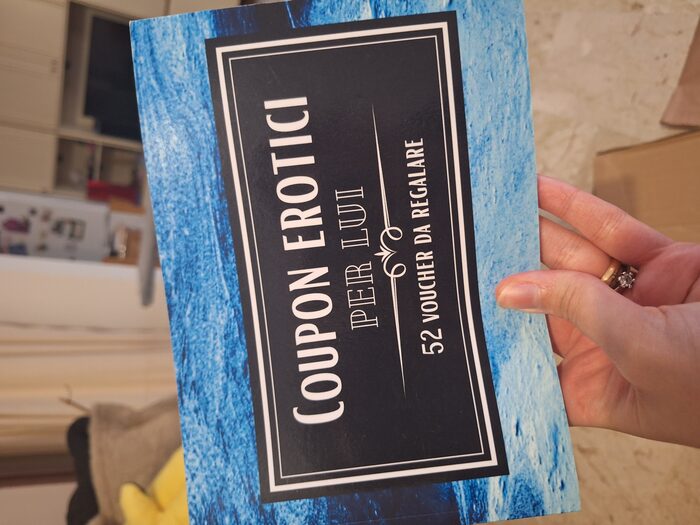 COUPON EROTICI
PER LUI
52 VOUCHER DA REGALARE